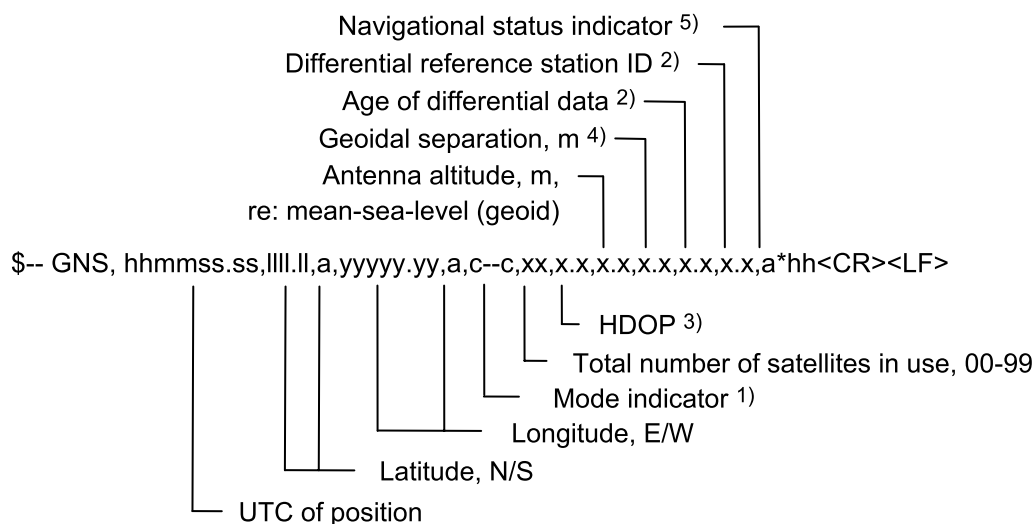 Navigational status indicator 5)
Differential reference station ID 2)
Age of differential data 2)
Geoidal separation, m 4)
Antenna altitude, m,
re: mean-sea-level (geoid)
$-- GNS, hhmmss.ss,llll.ll,a,yyyyy.yy,a,c--c,xx,x.x,x.x,x.x,x.x,x.x,a*hh<CR><LF>
HDOP 3)
Total number of satellites in use, 00-99
Mode indicator 1)
Longitude, E/W
Latitude, N/S
UTC of position